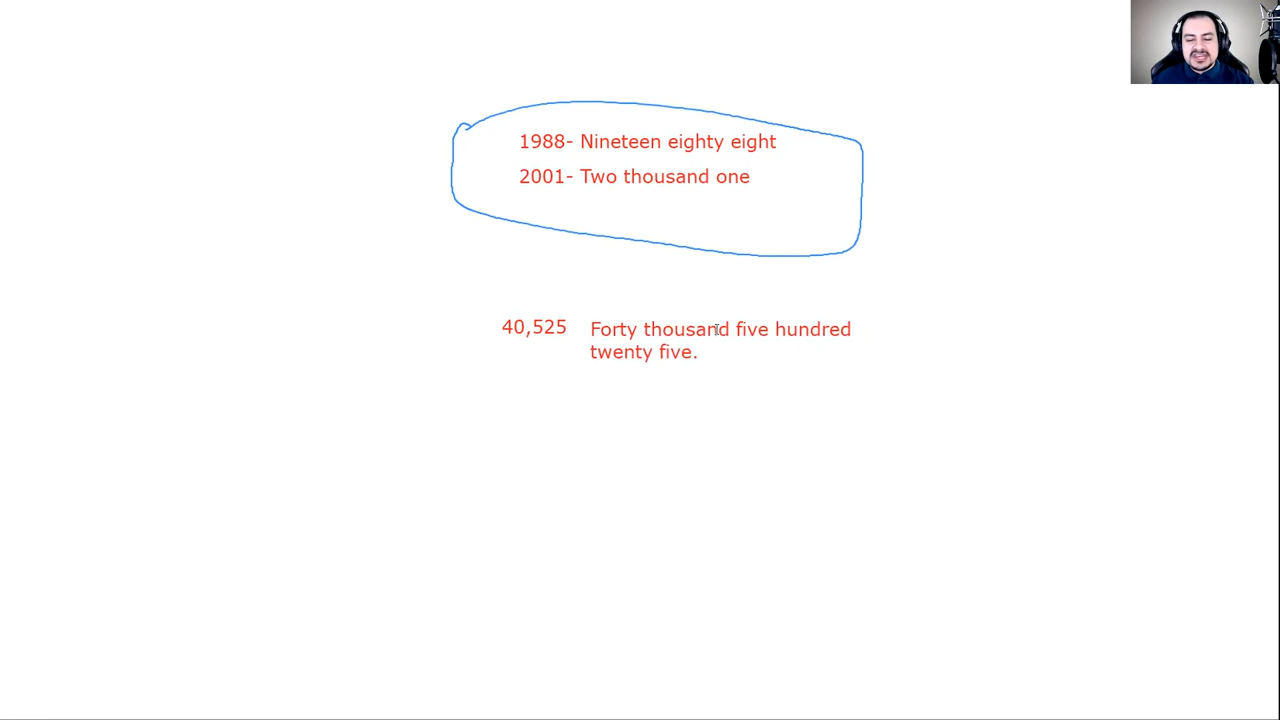 1988- Nineteen eighty eight
2001- Two thousand one
40,525 Forty thousand five hundred
twenty five.